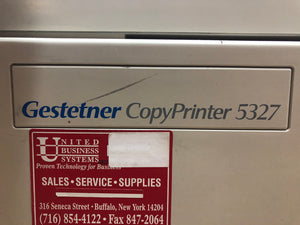 Gestetner CopyPrinter 5327
UNITED
BUSINESS
SYSTEMS
Proven Technology for Business
SALES • SERVICE • SUPPLIES
316 Seneca Street • Buffalo, New York 14204
(716) 854-4122 • Fax 847-2064